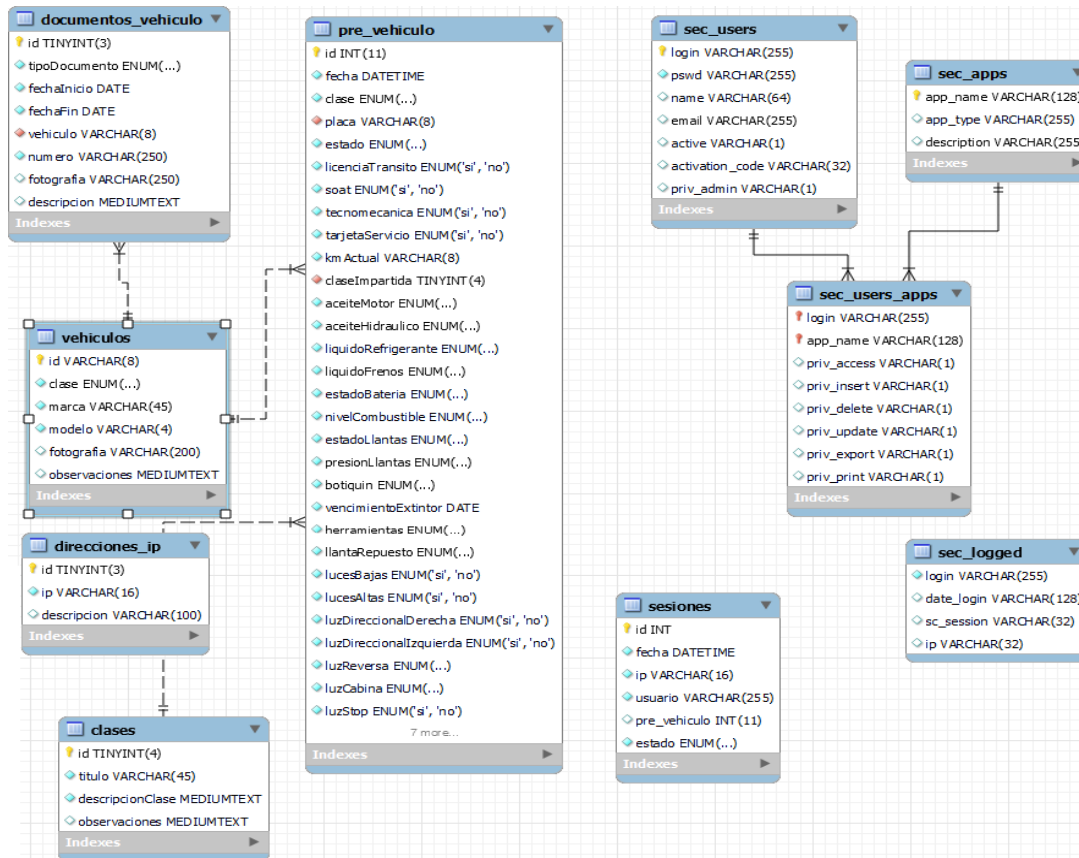 documentos_vehiculo
id TINYINT(3)
tipoDocumento ENUM(...)
fechaInicio DATE
fechaFin DATE
vehiculo VARCHAR(8)
numero VARCHAR(250)
fotografia VARCHAR(250)
descripcion MEDIUMTEXT
Indexes
vehiculos
id VARCHAR(8)
clase ENUM(...)
marca VARCHAR(45)
modelo VARCHAR(4)
fotografia VARCHAR(200)
observaciones MEDIUMTEXT
Indexes
direcciones_ip
id TINYINT(3)
ip VARCHAR(16)
descripcion VARCHAR(100)
Indexes
clases
id TINYINT(4)
titulo VARCHAR(45)
descripcionClase MEDIUMTEXT
observaciones MEDIUMTEXT
Indexes
pre_vehiculo
id INT(11)
fecha DATETIME
clase ENUM(...)
placa VARCHAR(8)
estado ENUM(...)
licenciaTransito ENUM('si', 'no')
soat ENUM('si', 'no')
tecnomecanica ENUM('si', 'no')
tarjetaServicio ENUM('si', 'no')
kmActual VARCHAR(8)
claseImpartida TINYINT(4)
aceiteMotor ENUM(...)
aceiteHidraulico ENUM(...)
liquidoRefrigerante ENUM(...)
liquidoFrenos ENUM(...)
estadoBateria ENUM(...)
nivelCombustible ENUM(...)
estadoLlantas ENUM(...)
presionLlantas ENUM(...)
botiquin ENUM(...)
vencimientoExtintor DATE
herramientas ENUM(...)
llantaRepuesto ENUM(...)
lucesBajas ENUM('si', 'no')
lucesAltas ENUM('si', 'no')
luzDireccionalDerecha ENUM('si', 'no')
luzDireccionalIzquierda ENUM('si', 'no')
luzReversa ENUM(...)
luzCabina ENUM(...)
luzStop ENUM('si', 'no')
7 more...
Indexes
sec_users
login VARCHAR(255)
pswd VARCHAR(255)
name VARCHAR(64)
email VARCHAR(255)
active VARCHAR(1)
activation_code VARCHAR(32)
priv_admin VARCHAR(1)
Indexes
sec_apps
app_name VARCHAR(128)
app_type VARCHAR(255)
description VARCHAR(255
Indexes
sec_users_apps
login VARCHAR(255)
app_name VARCHAR(128)
priv_access VARCHAR(1)
priv_insert VARCHAR(1)
priv_delete VARCHAR(1)
priv_update VARCHAR(1)
priv_export VARCHAR(1)
priv_print VARCHAR(1)
Indexes
sesiones
id INT
fecha DATETIME
ip VARCHAR(16)
usuario VARCHAR(255)
pre_vehiculo INT(11)
estado ENUM(...)
Indexes
sec_logged
login VARCHAR(255)
date_login VARCHAR(128)
sc_session VARCHAR(32)
ip VARCHAR(32)
Indexes